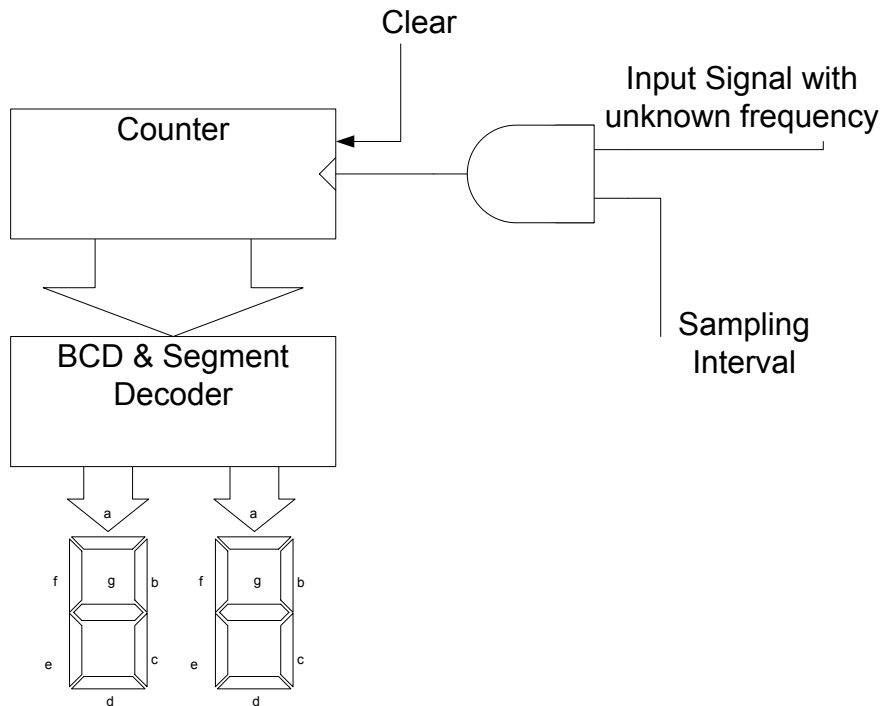 Clear
Input Signal with
unknown frequency
Counter
Sampling
Interval
BCD & Segment
Decoder
a
a
f
g
b
f
g
b
e
c
e
c
d
d